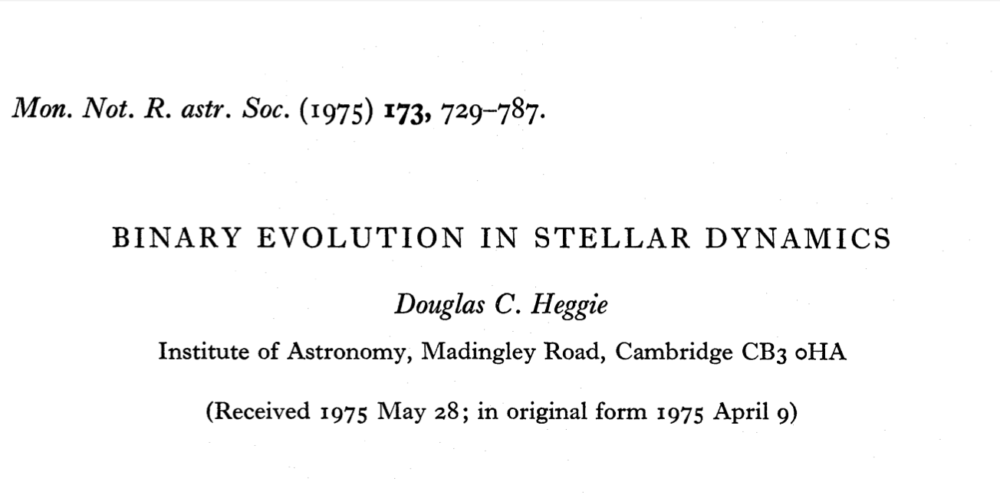 Mon. Not. R. astr. Soc. (1975) 173, 729–787.
BINARY EVOLUTION IN STELLAR DYNAMICS
Douglas C. Heggie
Institute of Astronomy, Madingley Road, Cambridge CB3 0HA
(Received 1975 May 28; in original form 1975 April 9)